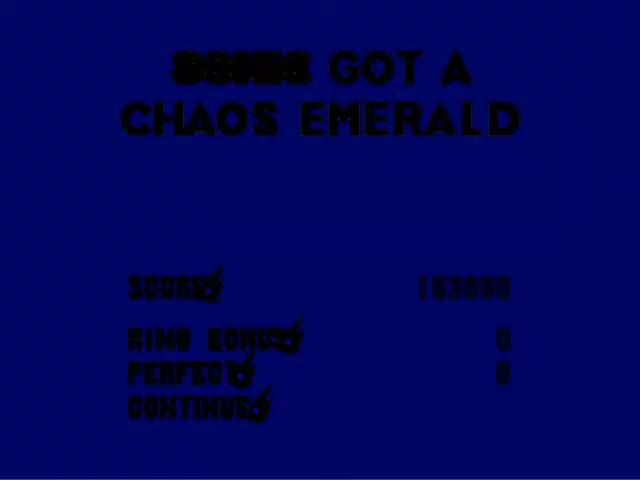 GOT A
CHAOS EMERALD
SCORE
RING BONUS 0
PERFECT 0
CONTINUE